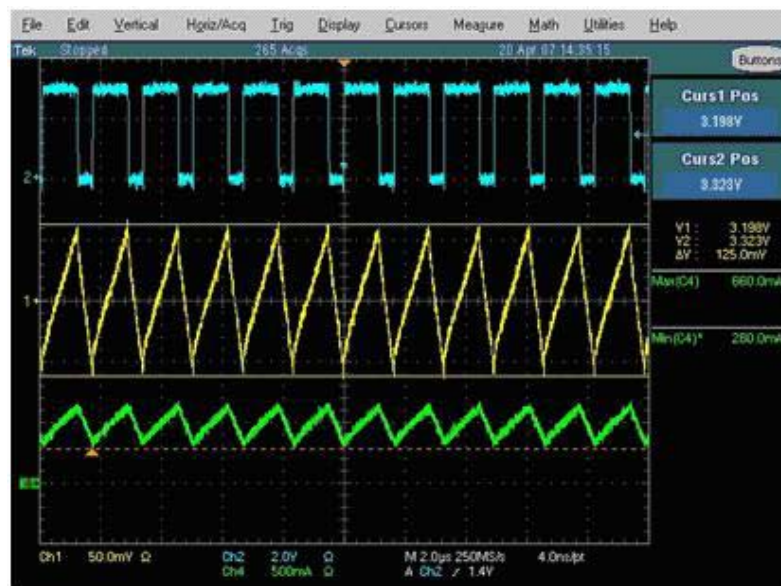 File Edit Vertical Horiz/Acq Trig Display Cursors Measure Math Utilities Help
Tek Stopped 265 Acqs 20 Apr 07 14:35:15
Buttons
Curs1 Pos
3.198V
Curs2 Pos
3.323V
V1: 3.198V
V2: 3.323V
ΔV: 125.0mV
Max(C4) 660.0m
Min(C4)* 280.0m
2
1
Ch1 50.0mV Ω Ch2 2.0V Ω M 2.0µs 250MS/s 4.0ns/pt
Ch4 500mA Ω A Ch2 ∕ 1.4V